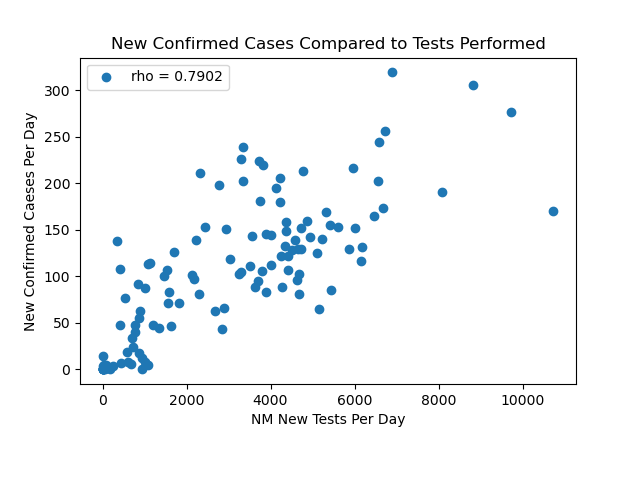 New Confirmed Cases Compared to Tests Performed
rho = 0.7902
300
250
200
150
100
50
0
New Confirmed Caeses Per Day
0 2000 4000 6000 8000 10000
NM New Tests Per Day